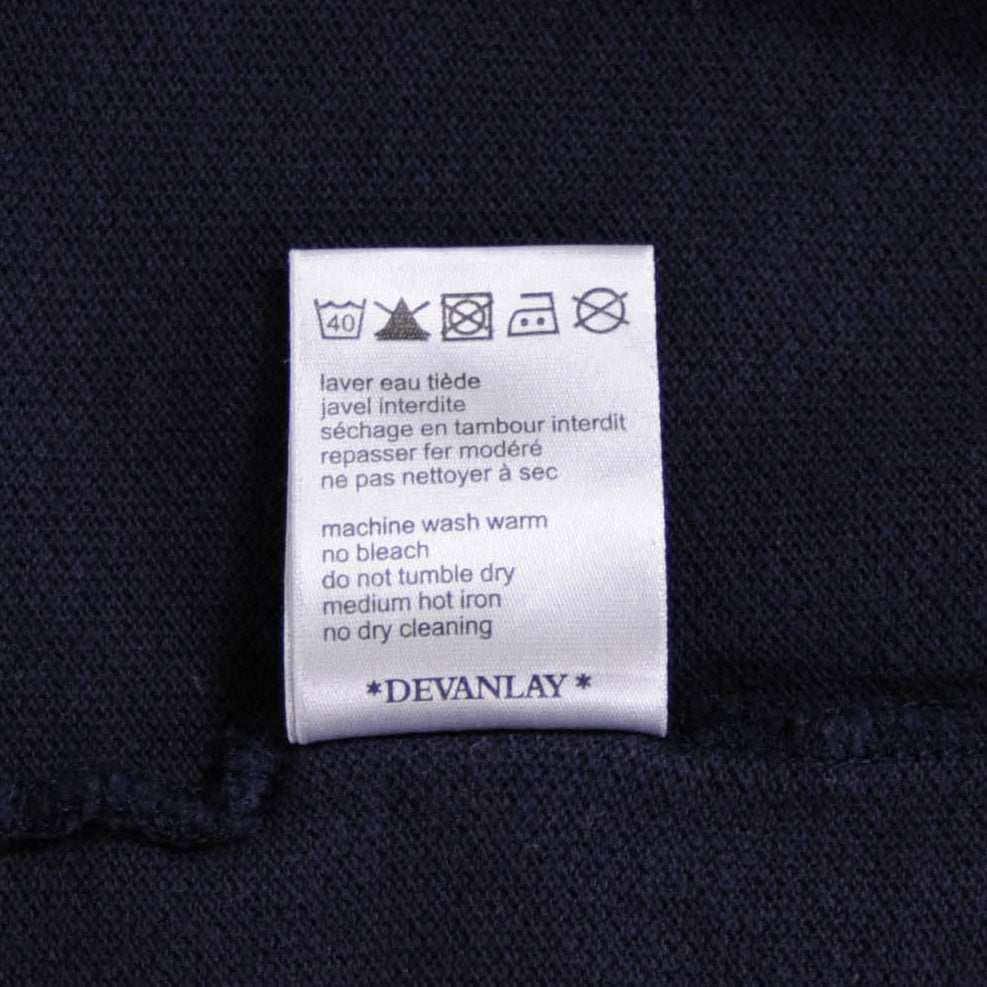 40
laver eau tiède
javel interdite
séchage en tambour interdit
repasser fer modéré
ne pas nettoyer à sec
machine wash warm
no bleach
do not tumble dry
medium hot iron
no dry cleaning
*DEVANLAY*